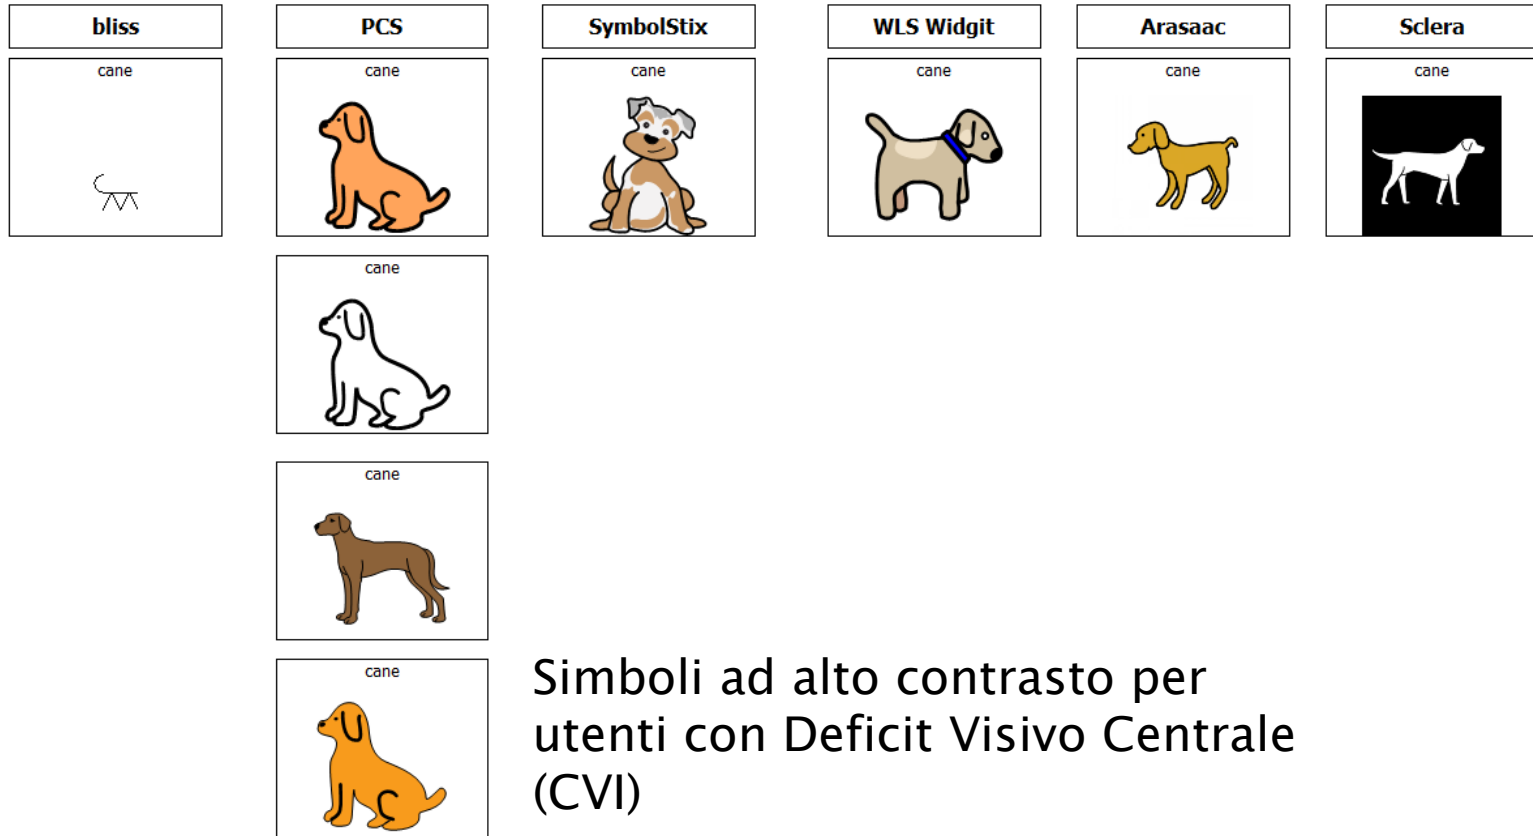 bliss PCS SymbolStix WLS Widgit Arasaac Sclera
cane cane cane cane cane cane
cane
cane
cane
Simboli ad alto contrasto per
utenti con Deficit Visivo Centrale
(CVI)